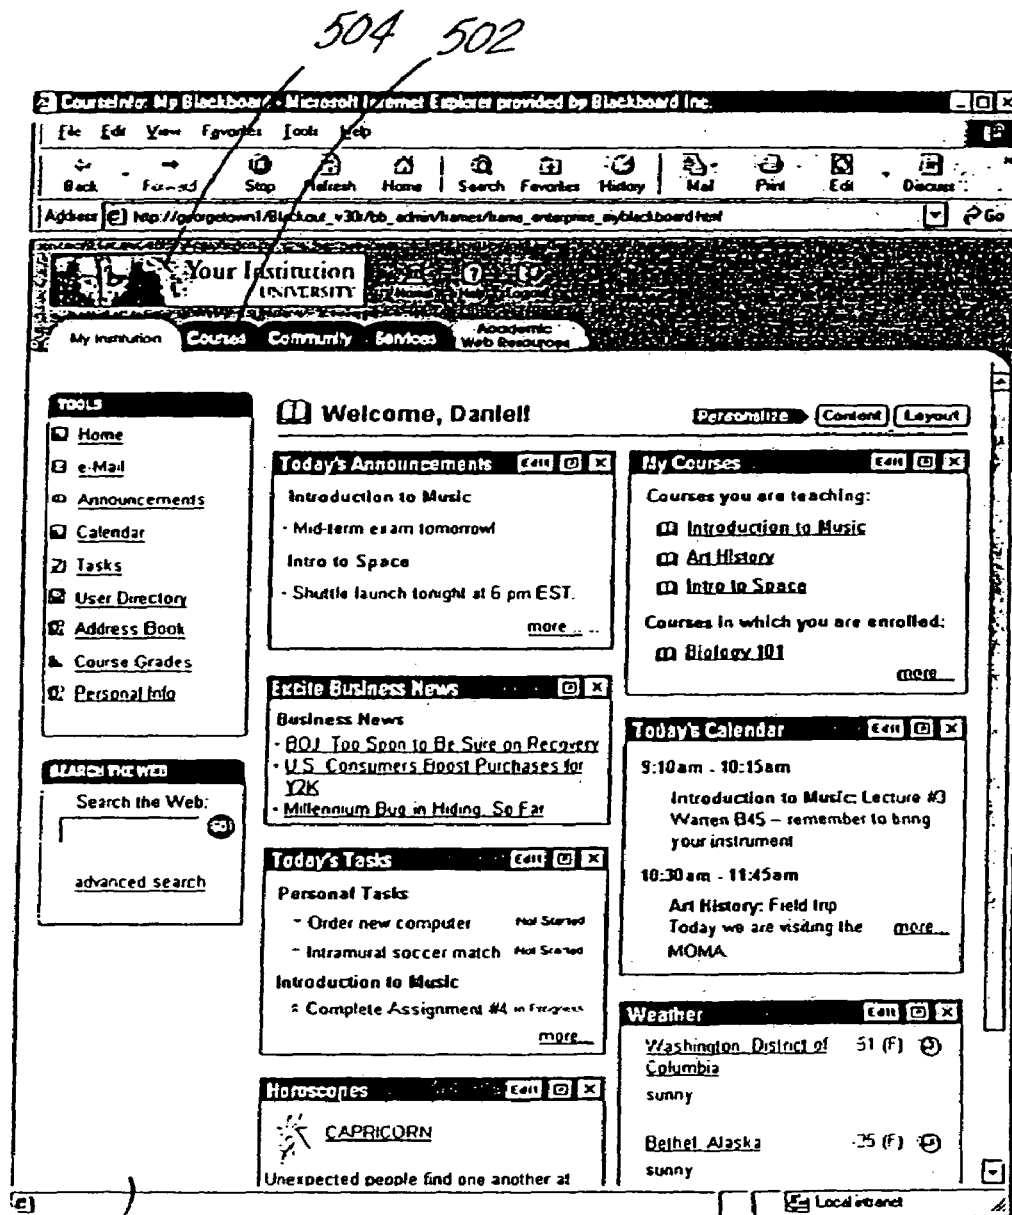 504 502
CourseInfo: My Blackboard - Microsoft Internet Explorer provided by Blackboard Inc.
File Edit View Favorites Tools Help
Back Forward Stop Refresh Home Search Favorites History Mail Print Edit Discuss
Address Go
Your Institution
UNIVERSITY
Home Help Logout
My Institution Courses Community Services Academic
Web Resources
TOOLS
Home
e-Mail
Announcements
Calendar
Tasks
User Directory
Address Book
Course Grades
Personal Info
SEARCH THE WEB
Search the Web:
GO!
advanced search
Welcome, Daniel!
Personalize Content Layout
Today's Announcements Edit
Introduction to Music
- Mid-term exam tomorrow!
Intro to Space
- Shuttle launch tonight at 6 pm EST.
more...
Excite Business News
Business News
- BOJ: Too Soon to Be Sure on Recovery
- U.S. Consumers Boost Purchases for
Y2K
- Millennium Bug in Hiding, So Far
Today's Tasks Edit
Personal Tasks
Order new computer Not Started
Intramural soccer match Not Started
Introduction to Music
Complete Assignment #4 In Progress
more...
Horoscopes Edit
CAPRICORN
Unexpected people find one another at
My Courses Edit
Courses you are teaching:
Introduction to Music
Art History
Intro to Space
Courses in which you are enrolled:
Biology 101
more...
Today's Calendar Edit
9:10am - 10:15am
Introduction to Music: Lecture #3
Warren B45 – remember to bring
your instrument
10:30am - 11:45am
Art History: Field trip
Today we are visiting the more...
MOMA.
Weather Edit
Washington, District of 51 (F)
Columbia
sunny
Bethel, Alaska -35 (F)
sunny
Local intranet